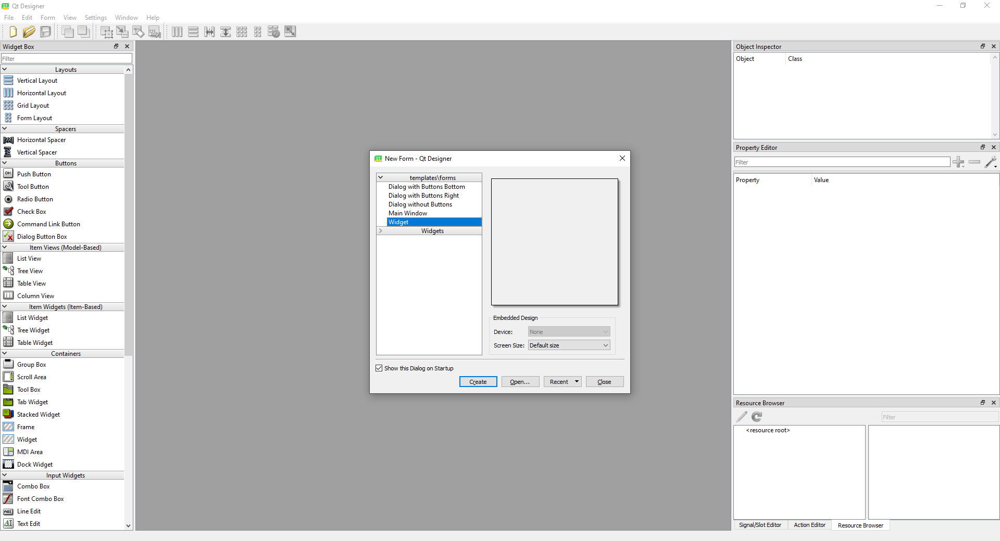 Qt Designer
File Edit Form View Settings Window Help
Widget Box
Filter
Layouts
Vertical Layout
Horizontal Layout
Grid Layout
Form Layout
Spacers
Horizontal Spacer
Vertical Spacer
Buttons
Push Button
Tool Button
Radio Button
Check Box
Command Link Button
Dialog Button Box
Item Views (Model-Based)
List View
Tree View
Table View
Column View
Item Widgets (Item-Based)
List Widget
Tree Widget
Table Widget
Containers
Group Box
Scroll Area
Tool Box
Tab Widget
Stacked Widget
Frame
Widget
MDI Area
Dock Widget
Input Widgets
Combo Box
Font Combo Box
Line Edit
Text Edit
New Form - Qt Designer
templates\forms
Dialog with Buttons Bottom
Dialog with Buttons Right
Dialog without Buttons
Main Window
Widget
Widgets
Embedded Design
Device: None
Screen Size: Default size
Show this Dialog on Startup
Create Open... Recent Close
Object Inspector
Object Class
Property Editor
Filter
Property Value
Resource Browser
Filter
<resource root>
Signal/Slot Editor Action Editor Resource Browser